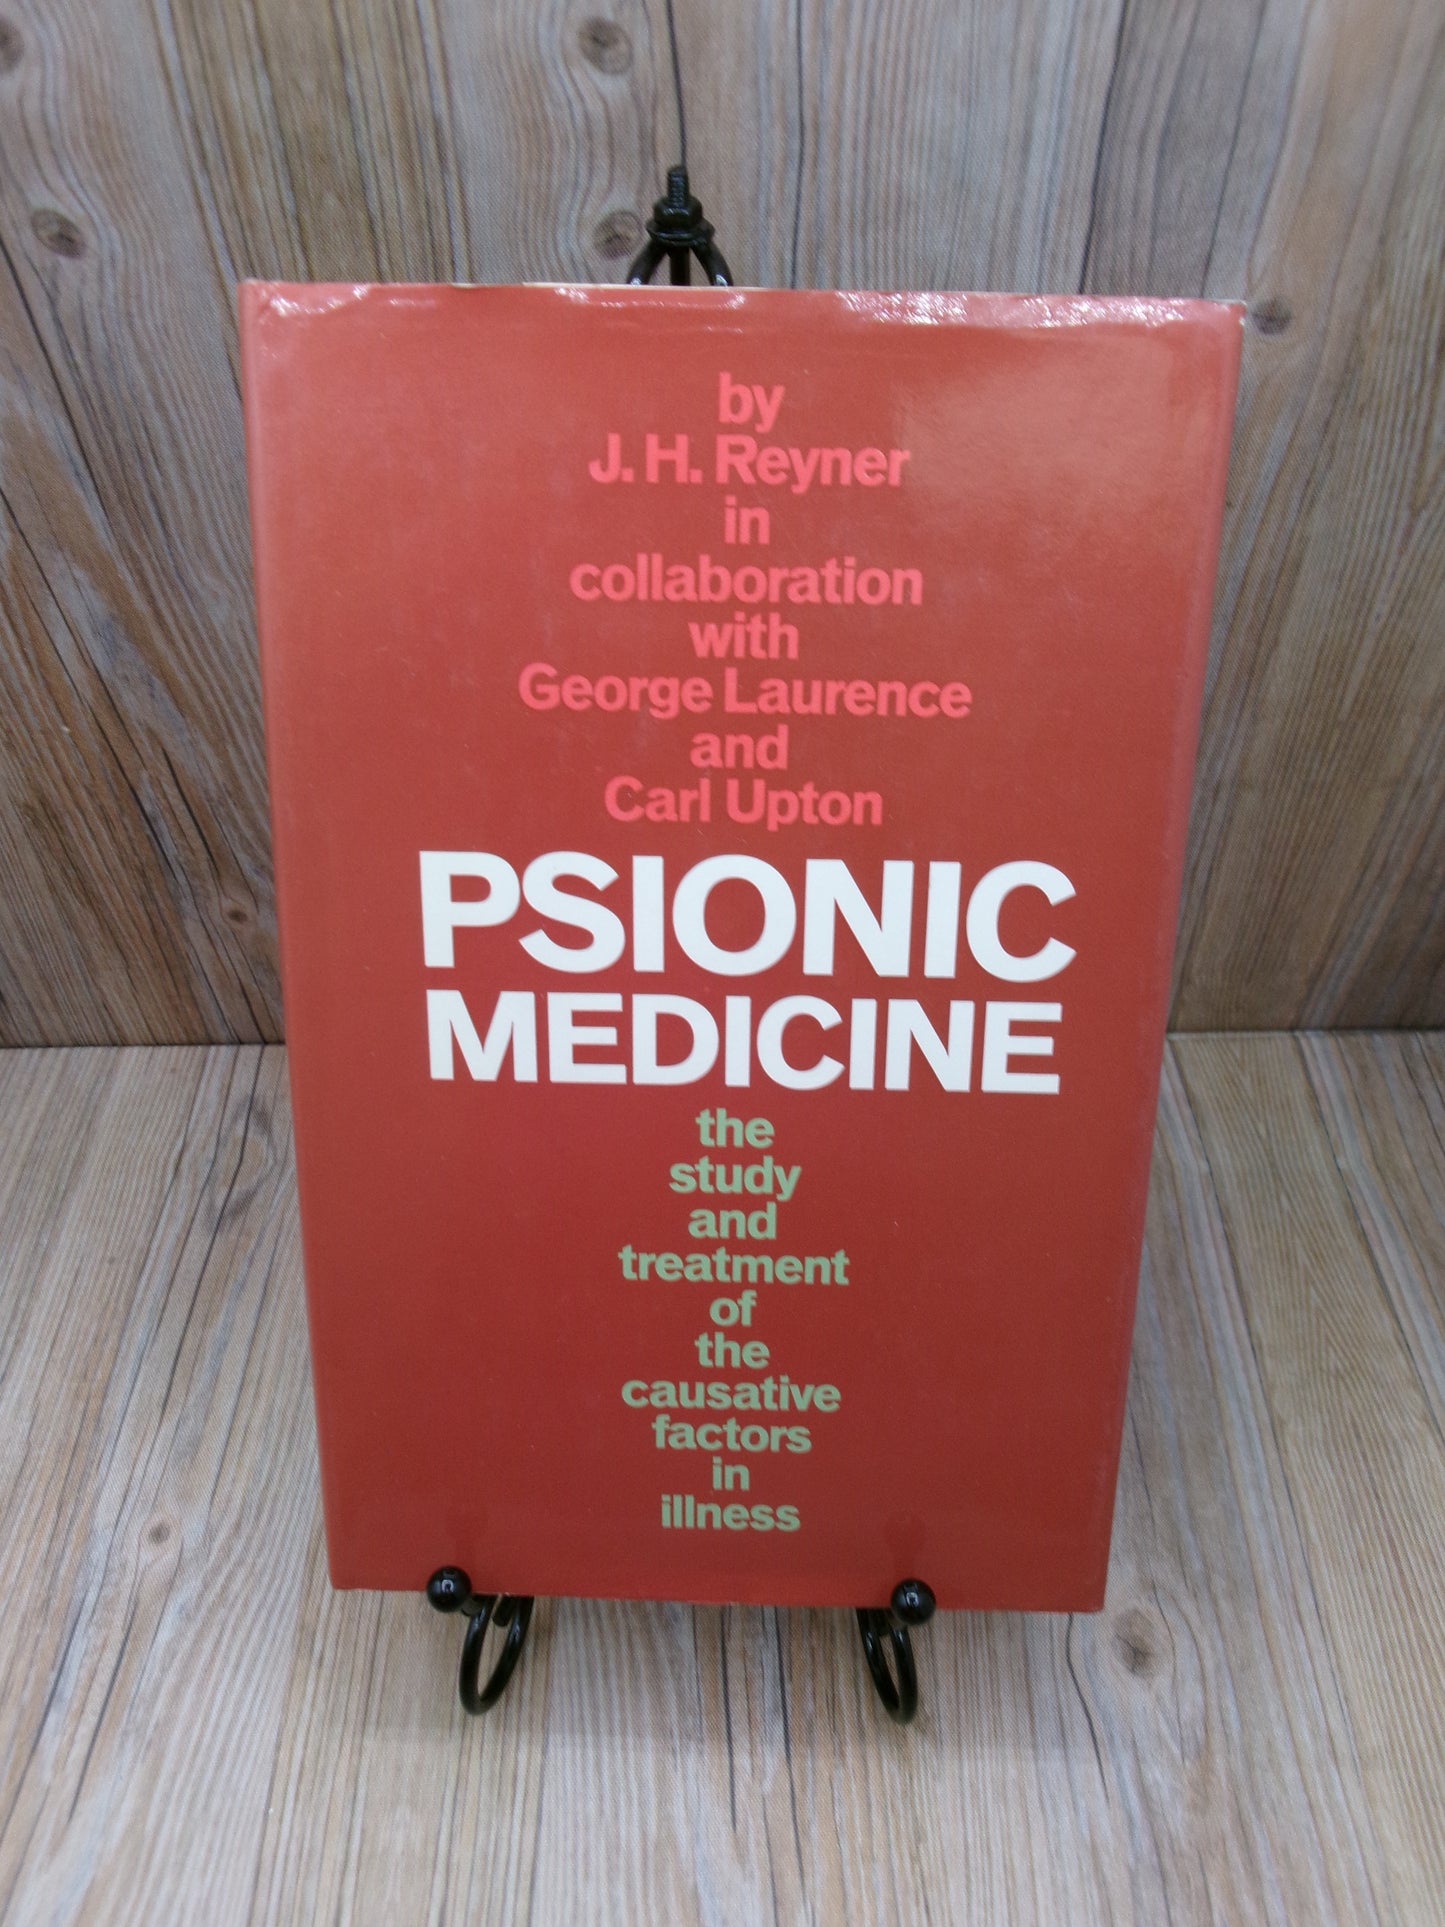 by
J. H. Reyner
in
collaboration
with
George Laurence
and
Carl Upton
PSIONIC
MEDICINE
the
study
and
treatment
of
the
causative
factors
in
illness